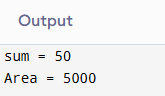 Output
sum = 50
Area = 5000